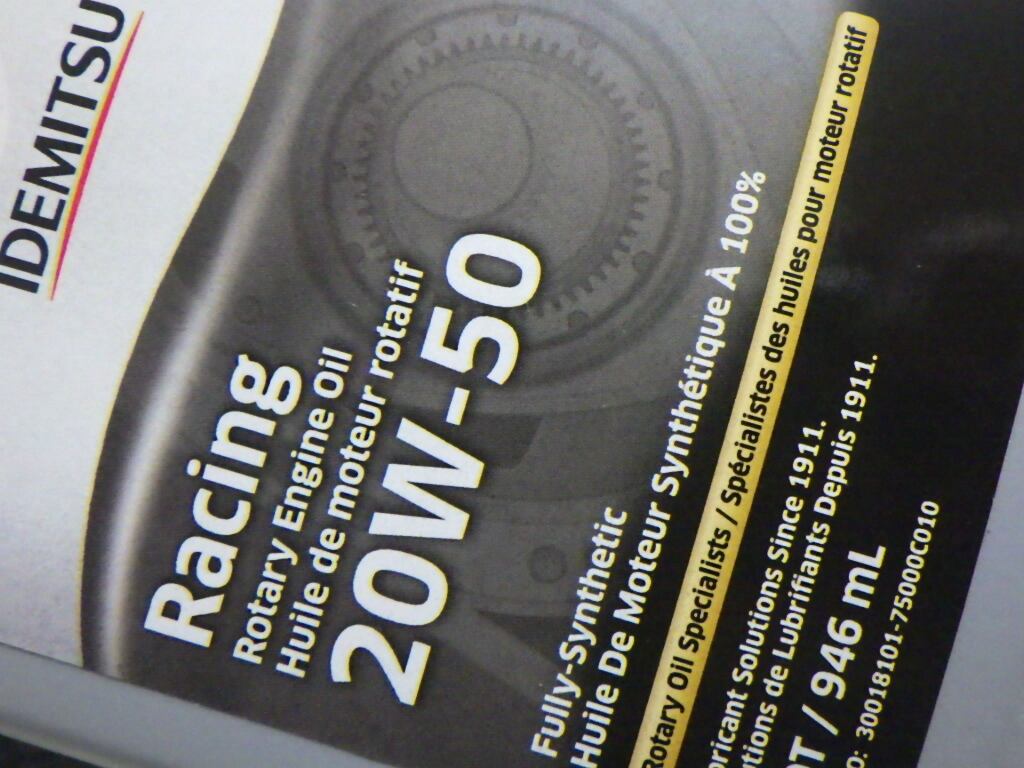 IDEMITSU
Racing
Rotary Engine Oil
Huile de moteur rotatif
20W-50
Fully-Synthetic
Huile De Moteur Synthétique À 100%
Rotary Oil Specialists / Spécialistes des huiles pour moteur rotatif
Solutions Since 1911.
de Lubrifiants Depuis 1911.
/ 946 mL
30018101-75000C010